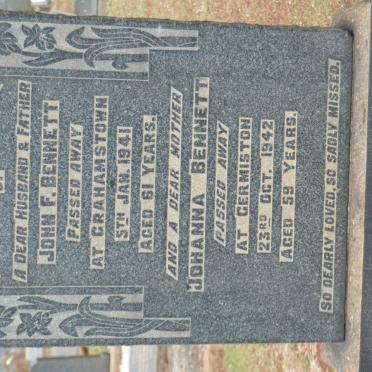 A DEAR HUSBAND & FATHER
JOHN F. BENNETT
PASSED AWAY
AT GRAHAMSTOWN
5TH JAN. 1941
AGED 61 YEARS.
AND A DEAR MOTHER
JOHANNA BENNETT
PASSED AWAY
AT GERMISTON
23RD OCT. 1942
AGED 59 YEARS.
SO DEARLY LOVED, SO SADLY MISSED.